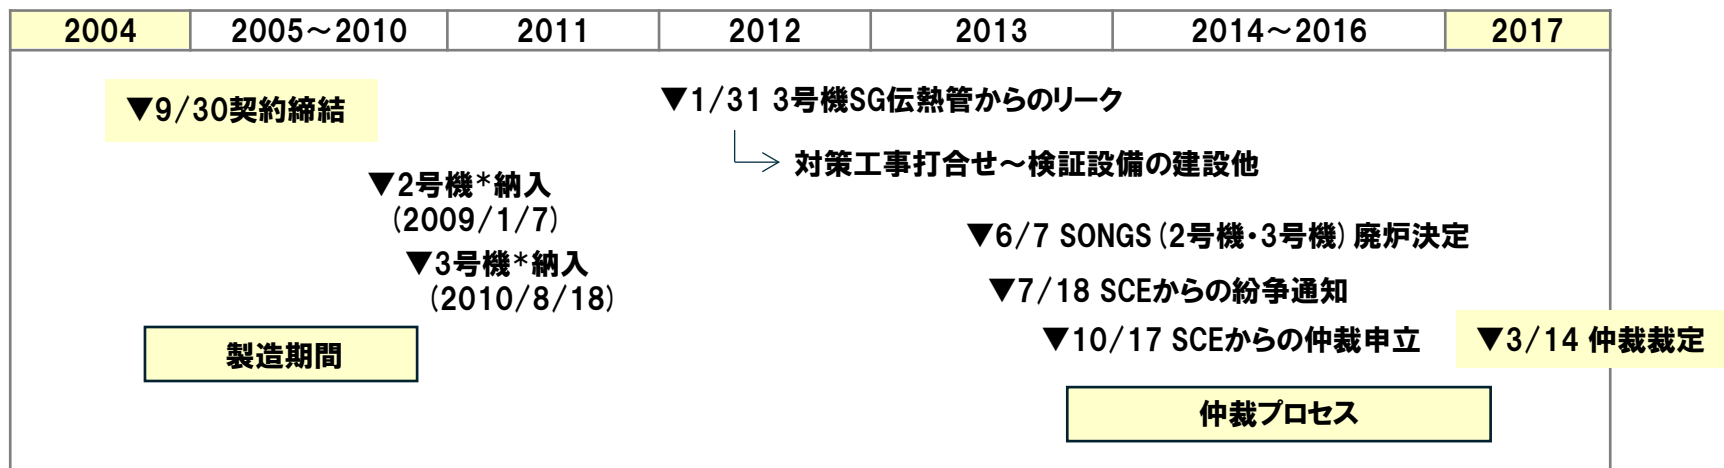 2004 2005～2010 2011 2012 2013 2014～2016 2017
▼9/30契約締結
▼1/31 3号機SG伝熱管からのリーク
対策工事打合せ～検証設備の建設他
▼2号機*納入
(2009/1/7)
▼3号機*納入
(2010/8/18)
▼6/7 SONGS(2号機・3号機)廃炉決定
▼7/18 SCEからの紛争通知
▼10/17 SCEからの仲裁申立
▼3/14 仲裁裁定
製造期間
仲裁プロセス